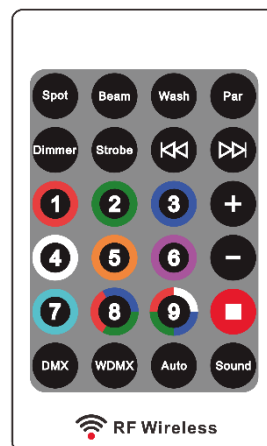 Spot Beam Wash Par
Dimmer Strobe
1 2 3 +
4 5 6 -
7 8 9
DMX WDMX Auto Sound
RF Wireless